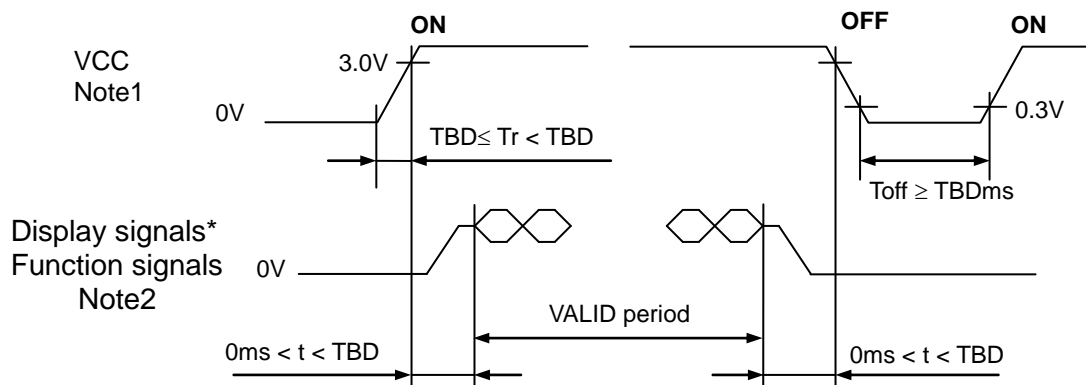 ON
OFF
ON
VCC
Note1
3.0V
0V
0.3V
TBD≤ Tr < TBD
Toff ≥ TBDms
Display signals*
Function signals
Note2
0V
VALID period
0ms < t < TBD
0ms < t < TBD